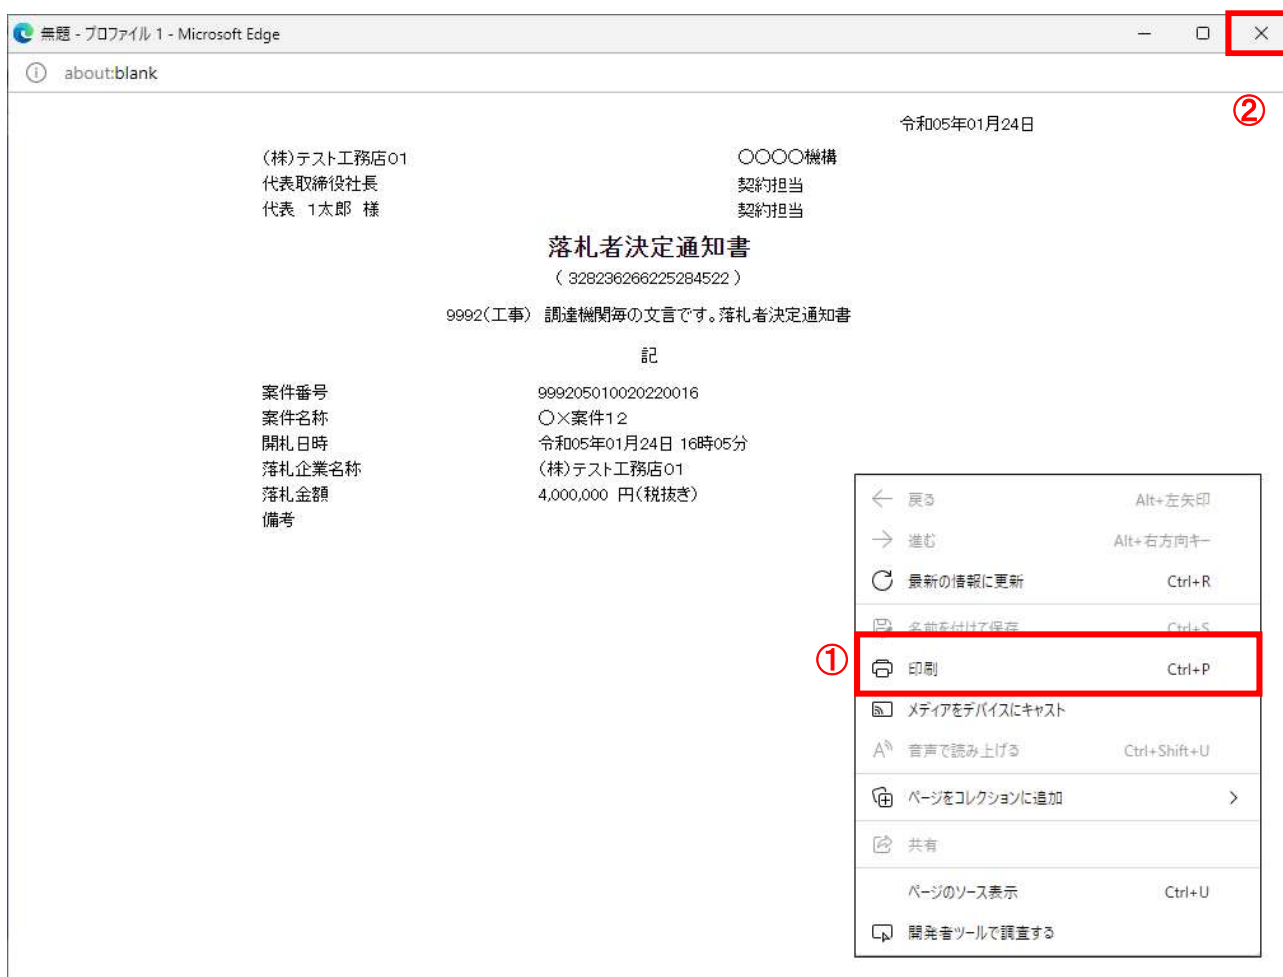 無題 - プロファイル 1 - Microsoft Edge
about:blank
②
令和05年01月24日
(株)テスト工務店01
〇〇〇〇機構
代表取締役社長
契約担当
代表 1太郎 様
契約担当
落札者決定通知書
( 328236266225284522 )
9992(工事) 調達機関毎の文言です。落札者決定通知書
記
案件番号 999205010020220016
案件名称 〇×案件12
開札日時 令和05年01月24日 16時05分
落札企業名称 (株)テスト工務店01
落札金額 4,000,000 円(税抜き)
備考
戻る Alt+左矢印
進む Alt+右方向キー
最新の情報に更新 Ctrl+R
名前を付けて保存 Ctrl+S
①
印刷 Ctrl+P
メディアをデバイスにキャスト
音声で読み上げる Ctrl+Shift+U
ページをコレクションに追加
共有
ページのソース表示 Ctrl+U
開発者ツールで調査する